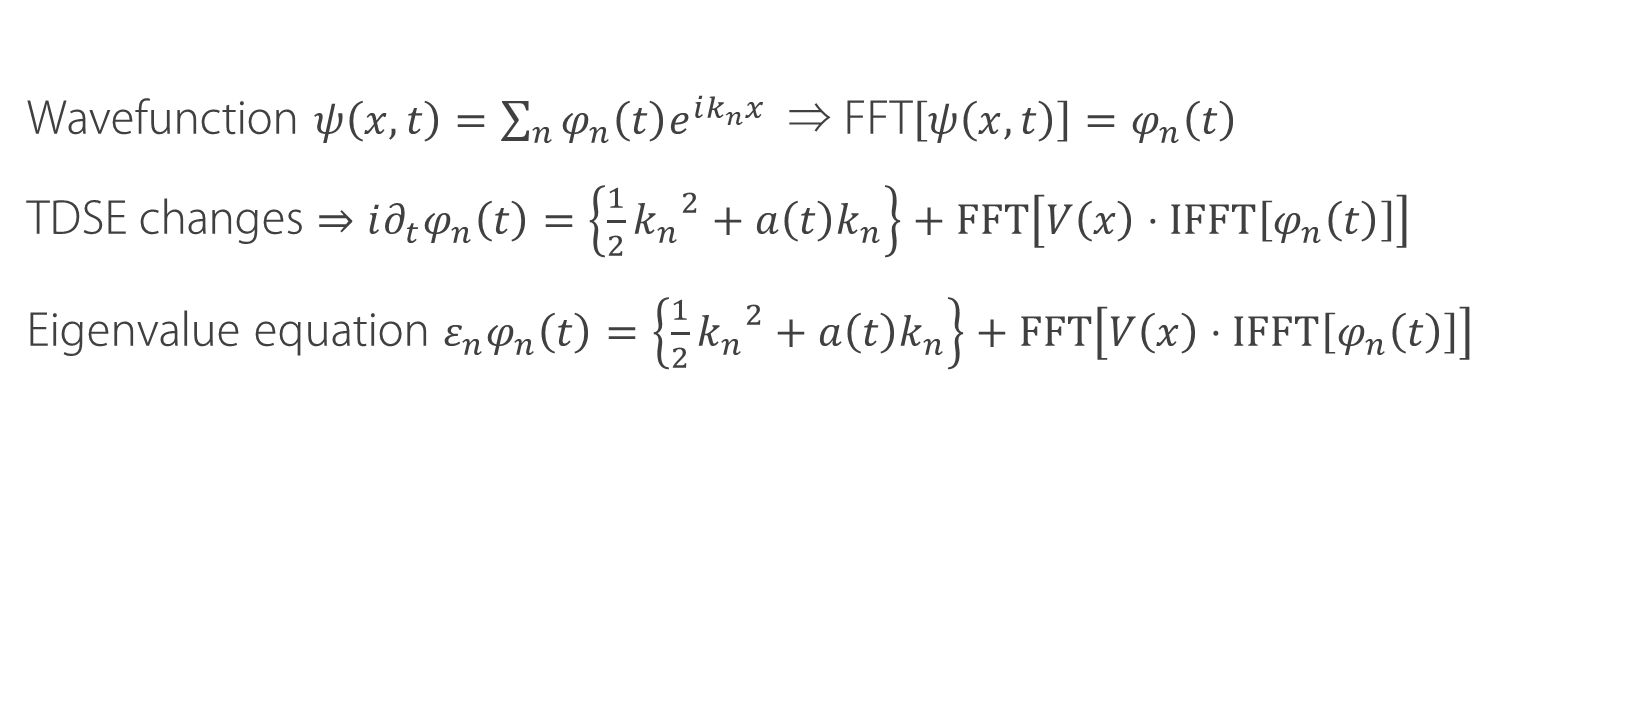 Wavefunction 𝜓(𝑥, 𝑡) = ∑ₙ 𝜑ₙ(𝑡)𝑒^{𝑖𝑘ₙ𝑥} ⇒ FFT[𝜓(𝑥, 𝑡)] = 𝜑ₙ(𝑡)
TDSE changes ⇒ 𝑖∂ₜ𝜑ₙ(𝑡) = {½𝑘ₙ² + 𝑎(𝑡)𝑘ₙ} + FFT[𝑉(𝑥) · IFFT[𝜑ₙ(𝑡)]]
Eigenvalue equation 𝜀ₙ𝜑ₙ(𝑡) = {½𝑘ₙ² + 𝑎(𝑡)𝑘ₙ} + FFT[𝑉(𝑥) · IFFT[𝜑ₙ(𝑡)]]